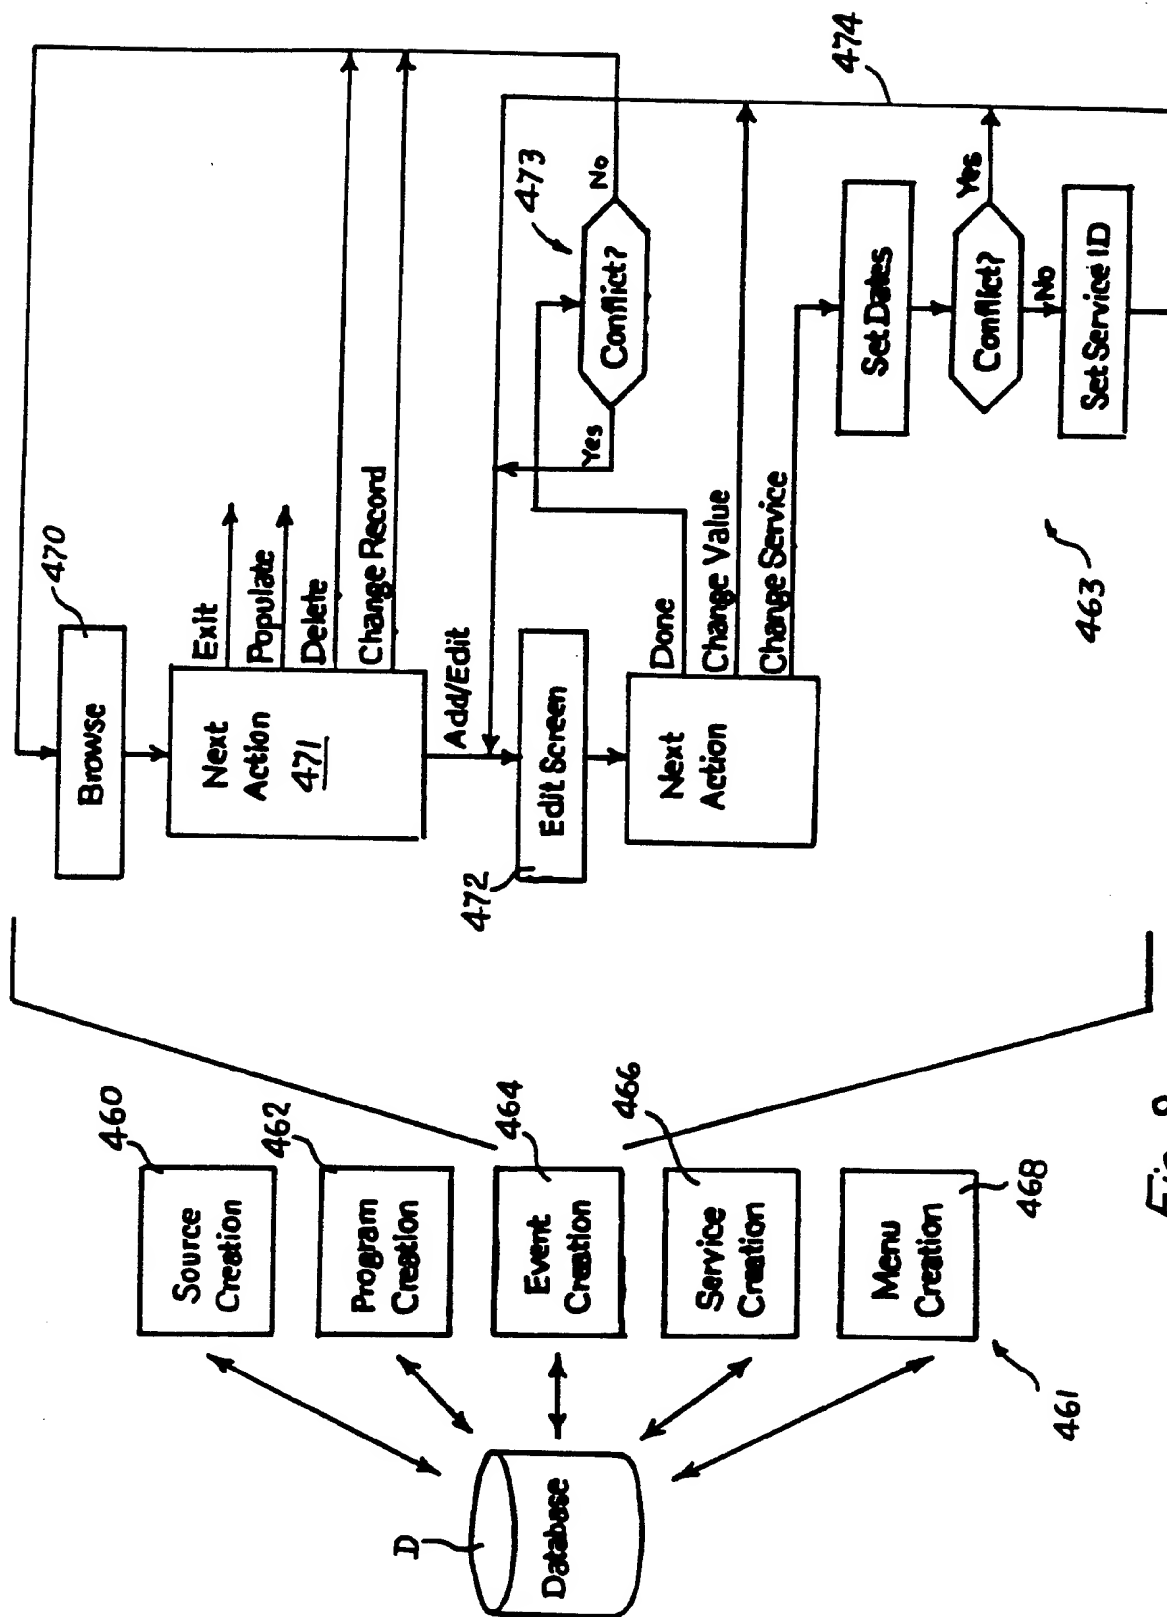 D
Database
460
Source
Creation
462
Program
Creation
464
Event
Creation
466
Service
Creation
468
Menu
Creation
461
470
Browse
Next
Action
471
Exit
Populate
Delete
Change Record
Add/Edit
472
Edit Screen
Next
Action
Done
Change Value
Change Service
473
Conflict?
Yes
No
474
Set Dates
Conflict?
Yes
No
Set Service ID
463